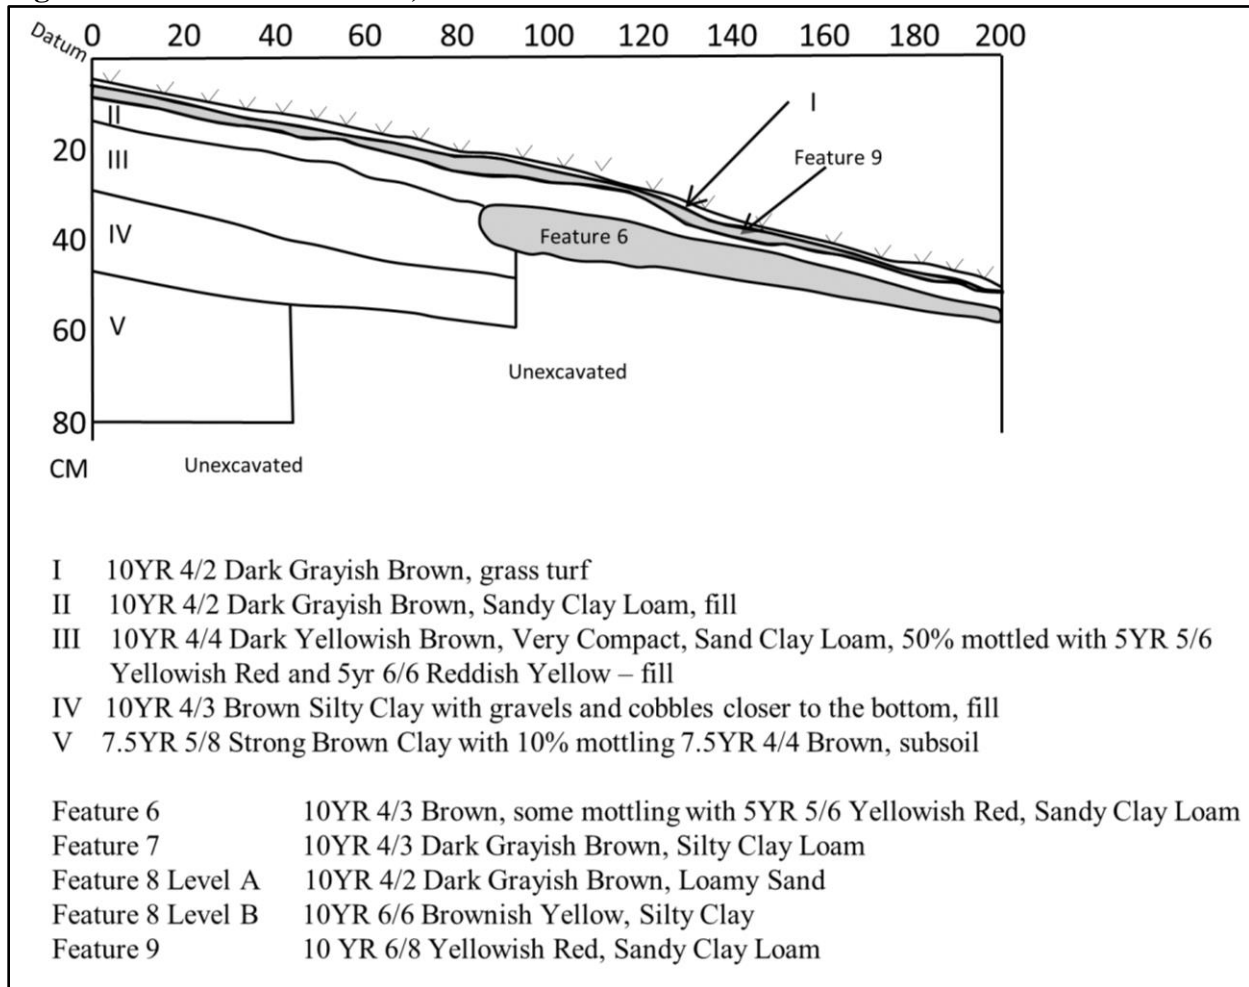 Datum
0 20 40 60 80 100 120 140 160 180 200
I
II
20
III
Feature 9
40
IV
Feature 6
60
V
Unexcavated
80
CM
Unexcavated
I 10YR 4/2 Dark Grayish Brown, grass turf
II 10YR 4/2 Dark Grayish Brown, Sandy Clay Loam, fill
III 10YR 4/4 Dark Yellowish Brown, Very Compact, Sand Clay Loam, 50% mottled with 5YR 5/6
Yellowish Red and 5yr 6/6 Reddish Yellow – fill
IV 10YR 4/3 Brown Silty Clay with gravels and cobbles closer to the bottom, fill
V 7.5YR 5/8 Strong Brown Clay with 10% mottling 7.5YR 4/4 Brown, subsoil
Feature 6 10YR 4/3 Brown, some mottling with 5YR 5/6 Yellowish Red, Sandy Clay Loam
Feature 7 10YR 4/3 Dark Grayish Brown, Silty Clay Loam
Feature 8 Level A 10YR 4/2 Dark Grayish Brown, Loamy Sand
Feature 8 Level B 10YR 6/6 Brownish Yellow, Silty Clay
Feature 9 10 YR 6/8 Yellowish Red, Sandy Clay Loam